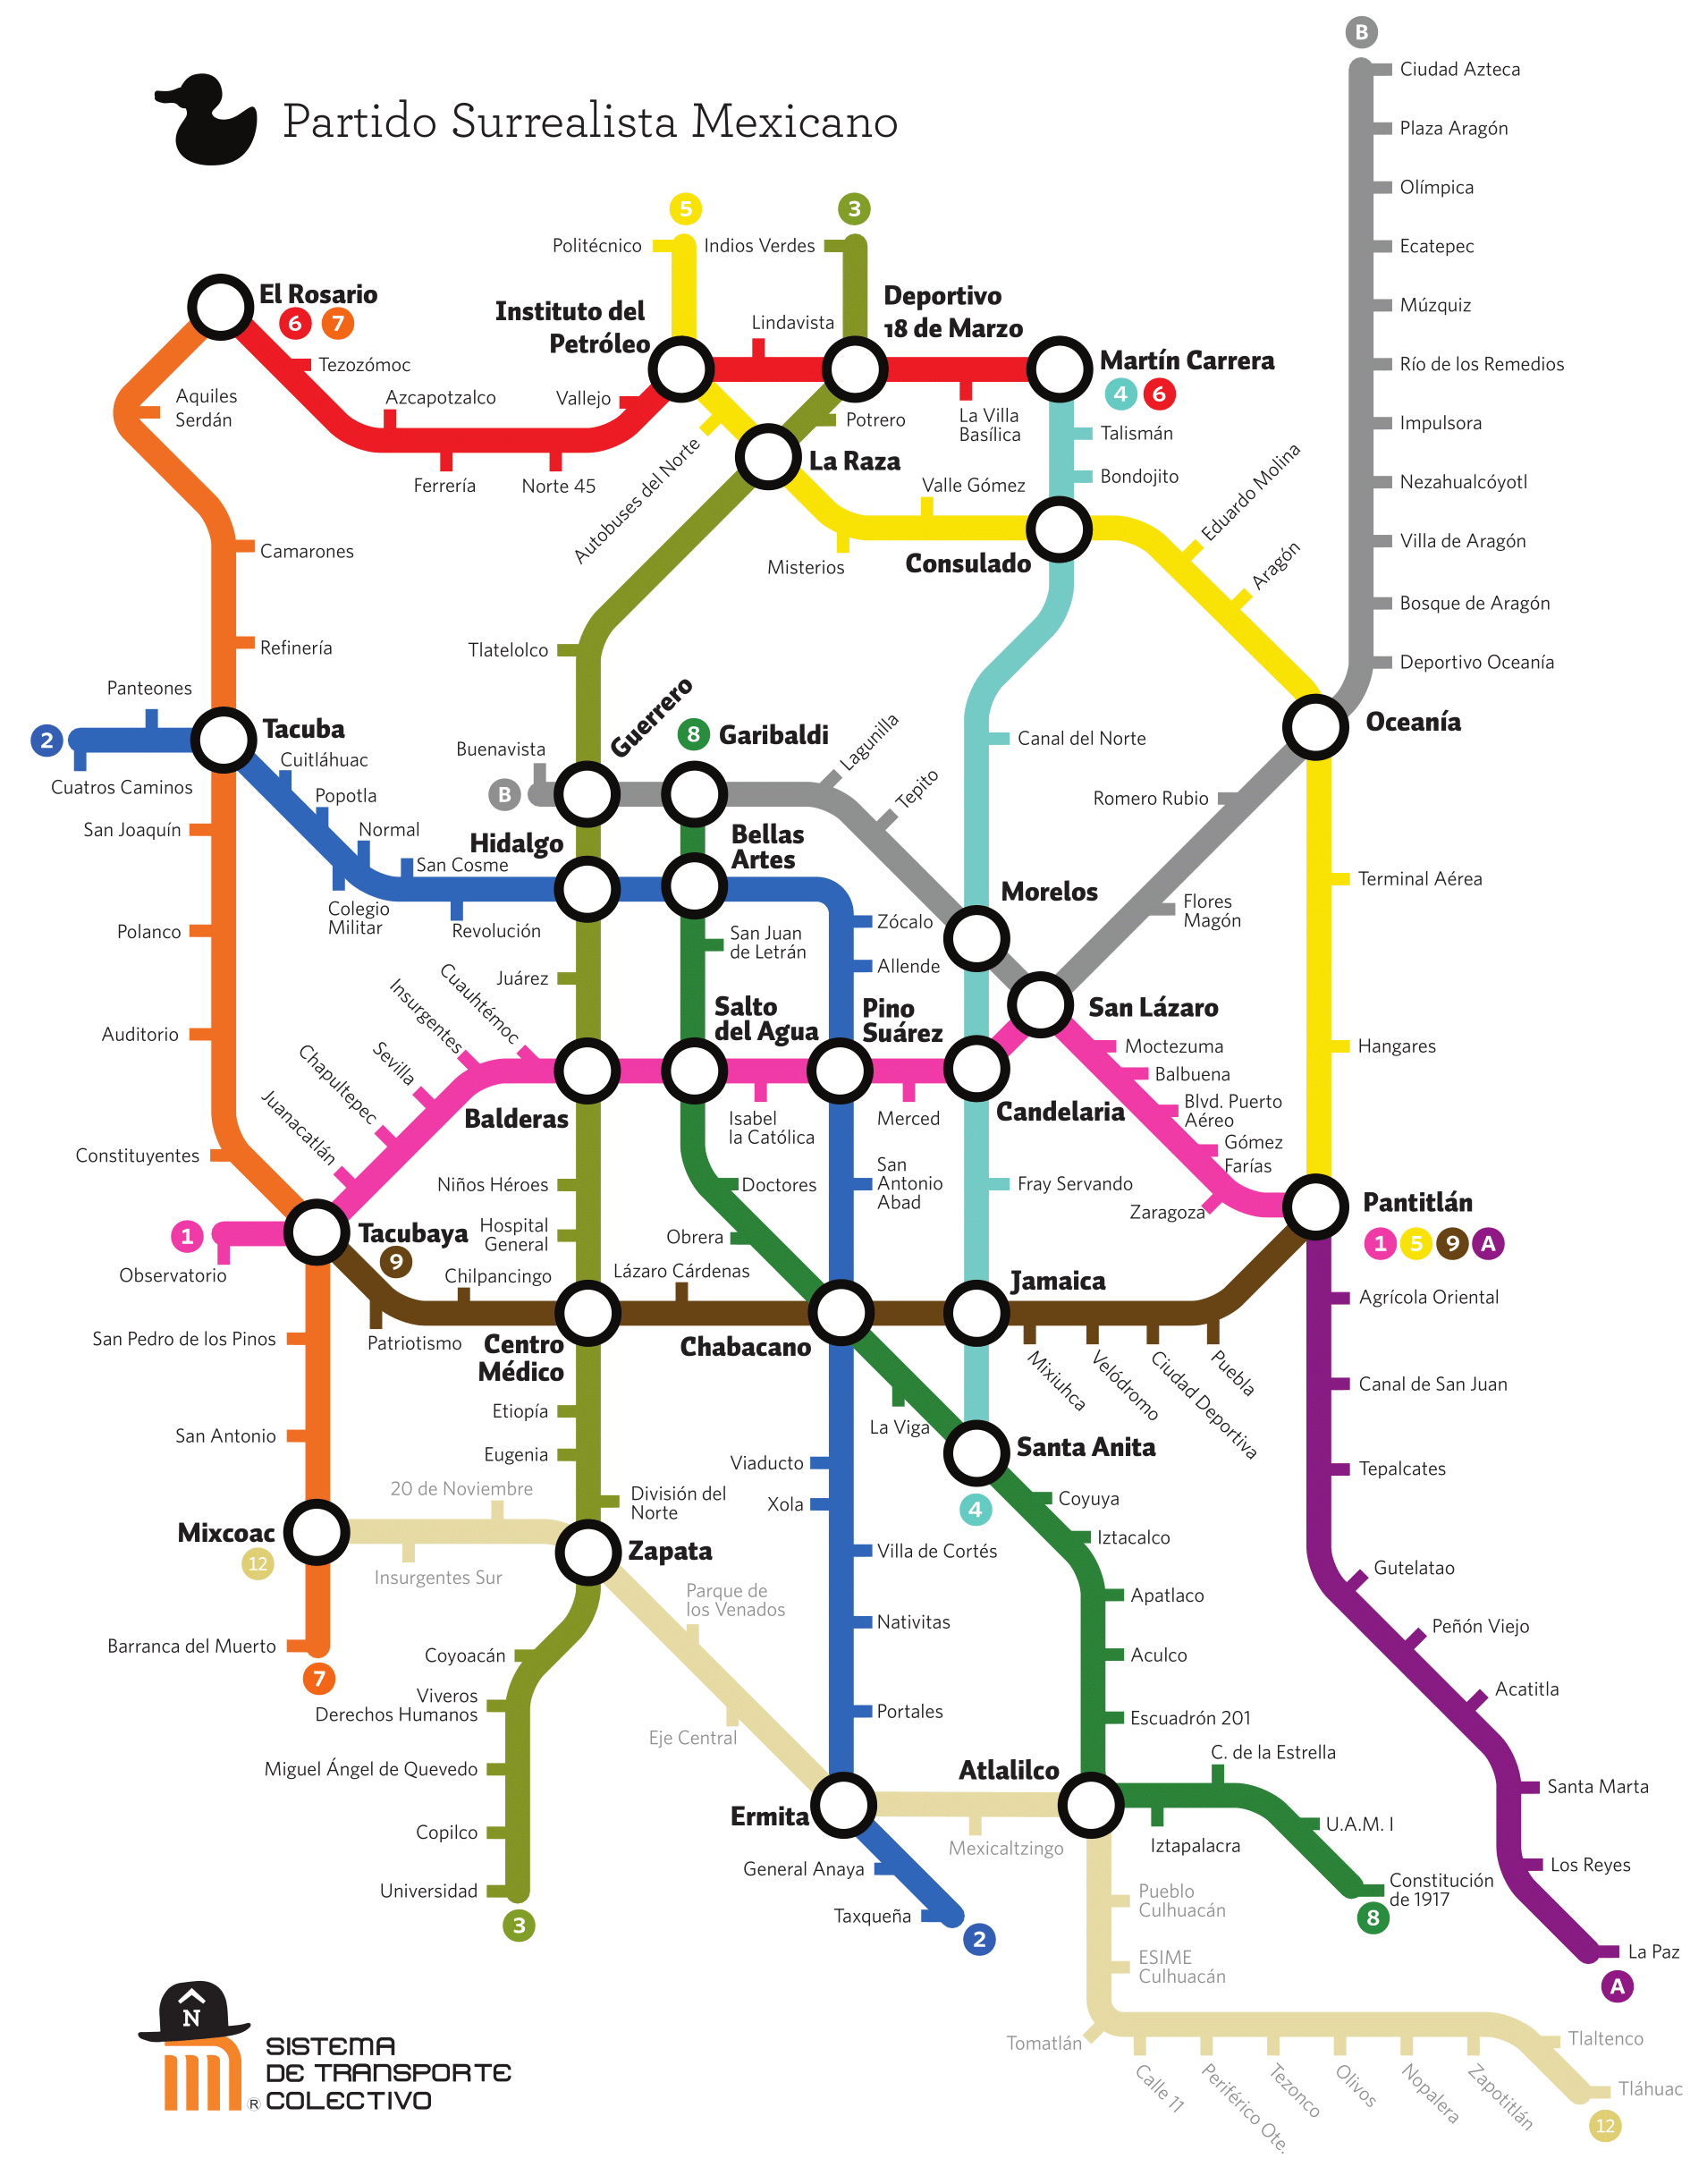 B
Ciudad Azteca
Plaza Aragón
Olímpica
Ecatepec
Múzquiz
Río de los Remedios
Impulsora
Nezahualcóyotl
Villa de Aragón
Bosque de Aragón
Deportivo Oceanía
Partido Surrealista Mexicano
5
3
Politécnico
Indios Verdes
El Rosario
6 7
Instituto del
Petróleo
Lindavista
Deportivo
18 de Marzo
Martín Carrera
4 6
Tezozómoc
Azcapotzalco
Vallejo
Ferrería
Norte 45
La Villa
Basílica
Potrero
Talismán
Bondojito
Aquiles
Serdán
La Raza
Autobuses del Norte
Valle Gómez
Misterios
Consulado
Eduardo Molina
Aragón
Camarones
Refinería
Tlatelolco
Panteones
2
Tacuba
Cuatros Caminos
Cuitláhuac
Popotla
Normal
San Cosme
Colegio
Militar
Revolución
Buenavista
B
Guerrero
8
Garibaldi
Lagunilla
Tepito
Canal del Norte
Oceanía
Romero Rubio
Flores
Magón
Terminal Aérea
Hangares
San Joaquín
Polanco
Auditorio
Constituyentes
Hidalgo
Bellas
Artes
Zócalo
Allende
Morelos
San Juan
de Letrán
Juárez
Cuauhtémoc
Insurgentes
Sevilla
Chapultepec
Juanacatlán
Salto
del Agua
Pino
Suárez
San Lázaro
Moctezuma
Balbuena
Blvd. Puerto
Aéreo
Gómez
Farías
Zaragoza
Balderas
Isabel
la Católica
Merced
Candelaria
1
Observatorio
Tacubaya
9
Niños Héroes
Hospital
General
Doctores
Obrera
San
Antonio
Abad
Fray Servando
Pantitlán
1 5 9 A
Patriotismo
Chilpancingo
Lázaro Cárdenas
Centro
Médico
Chabacano
Jamaica
Mixiuhca
Velódromo
Ciudad Deportiva
Puebla
Agrícola Oriental
Canal de San Juan
Tepalcates
Gutelatao
Peñón Viejo
Acatitla
Santa Marta
Los Reyes
La Paz
A
San Pedro de los Pinos
San Antonio
Mixcoac
12
Barranca del Muerto
7
Etiopía
Eugenia
División del
Norte
20 de Noviembre
Insurgentes Sur
Zapata
Parque de
los Venados
Eje Central
La Viga
Santa Anita
4
Viaducto
Xola
Villa de Cortés
Nativitas
Portales
Coyuya
Iztacalco
Apatlaco
Aculco
Escuadrón 201
Coyoacán
Viveros
Derechos Humanos
Miguel Ángel de Quevedo
Copilco
Universidad
3
Ermita
General Anaya
Taxqueña
2
Atlalilco
Mexicaltzingo
C. de la Estrella
Iztapalacra
U.A.M. I
Constitución
de 1917
8
Pueblo
Culhuacán
ESIME
Culhuacán
Tomatlán
Calle 11
Periférico Ote.
Tezonco
Olivos
Nopalera
Zapotitlán
Tlaltenco
Tláhuac
12
N
SISTEMA
DE TRANSPORTE
® COLECTIVO